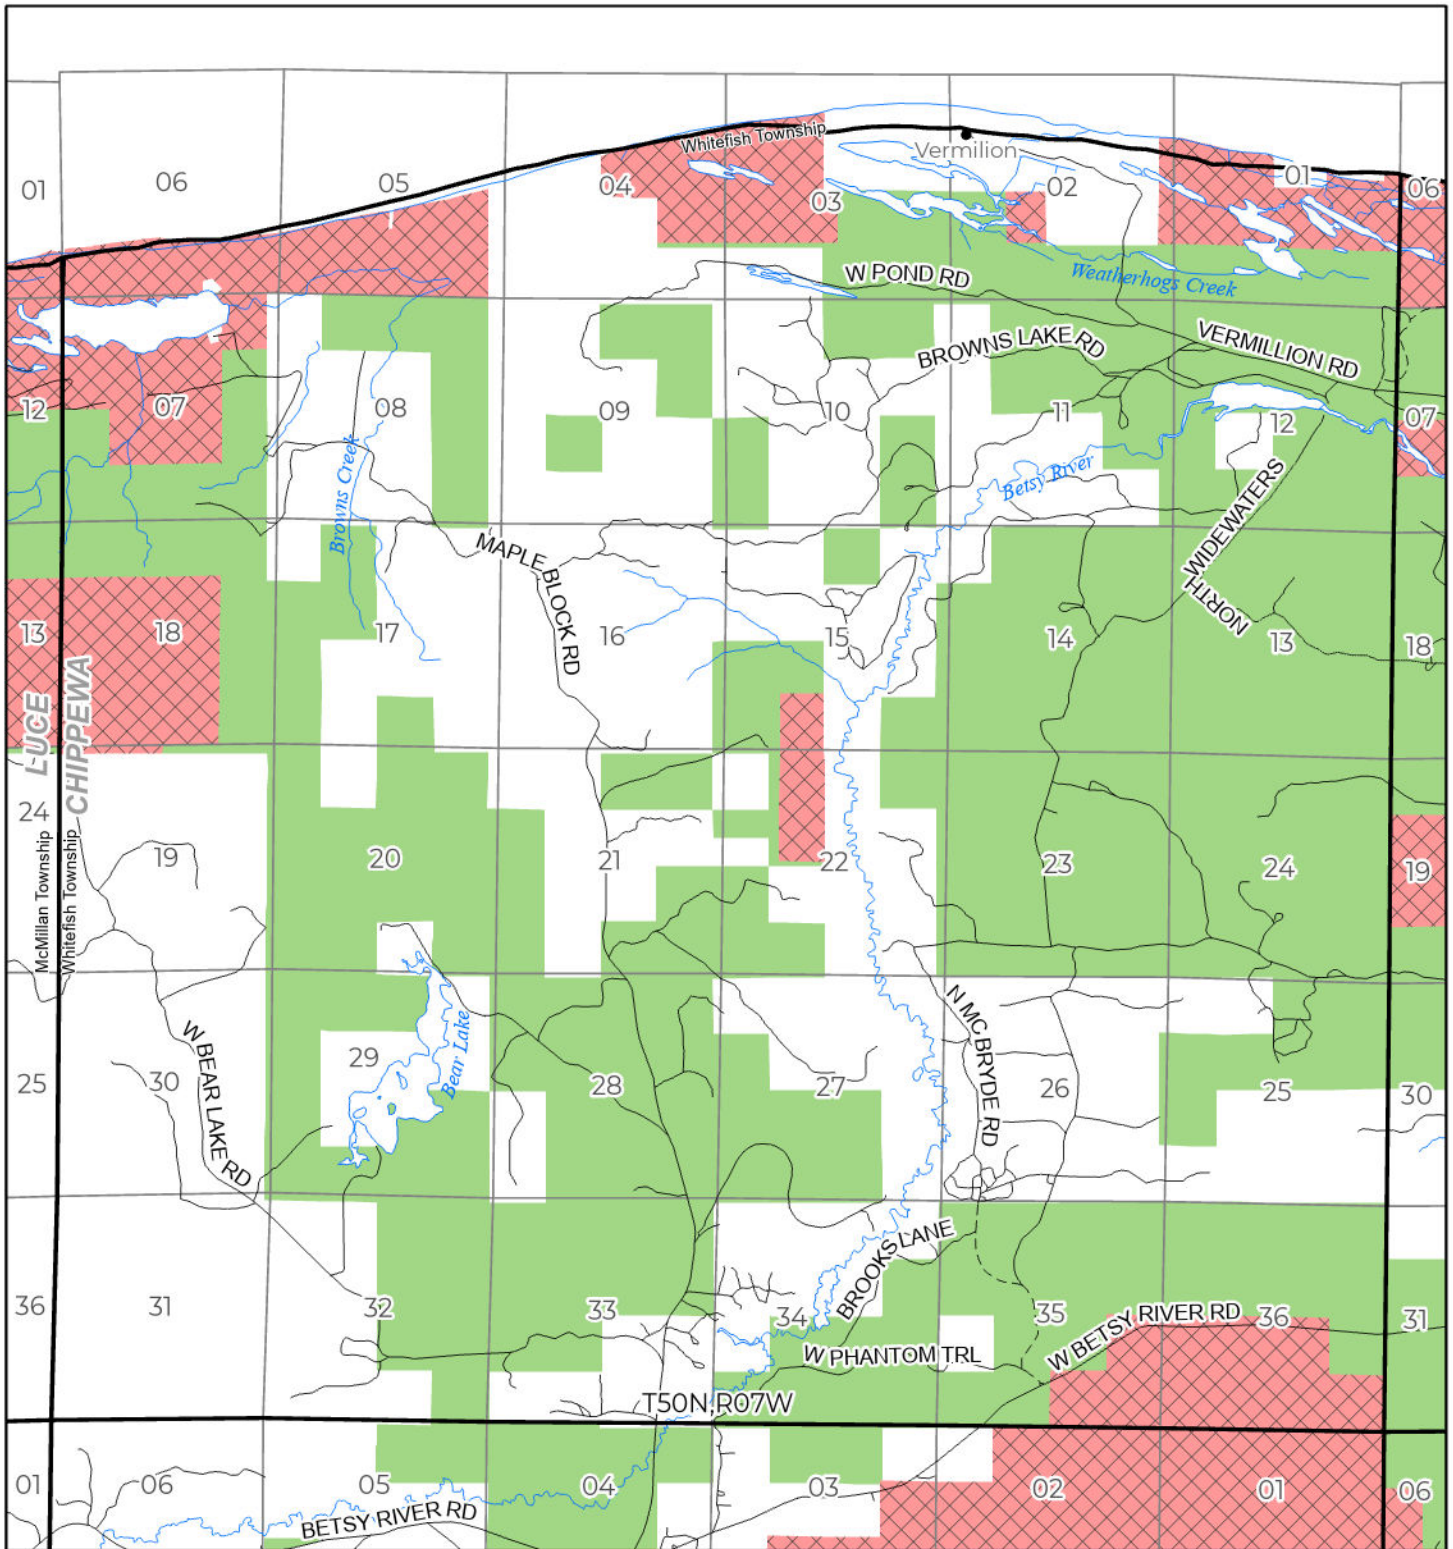 Whitefish Township
Vermilion
01
06
05
04
03
02
01
06
Weatherhogs Creek
W POND RD
BROWNS LAKE RD
VERMILLION RD
12
07
08
09
10
11
12
07
Browns Creek
Betsy River
MAPLE BLOCK RD
NORTH WIDEWATERS
13
18
17
16
15
14
13
18
LUCE
CHIPPEWA
24
McMillan Township
Whitefish Township
19
20
21
22
23
24
19
W BEAR LAKE RD
Bear Lake
N MCBRYDE RD
25
30
29
28
27
26
25
30
BROOKS LANE
36
31
32
33
34
35
36
31
W BETSY RIVER RD
W PHANTOM TRL
T50N,R07W
01
06
05
04
03
02
01
06
BETSY RIVER RD